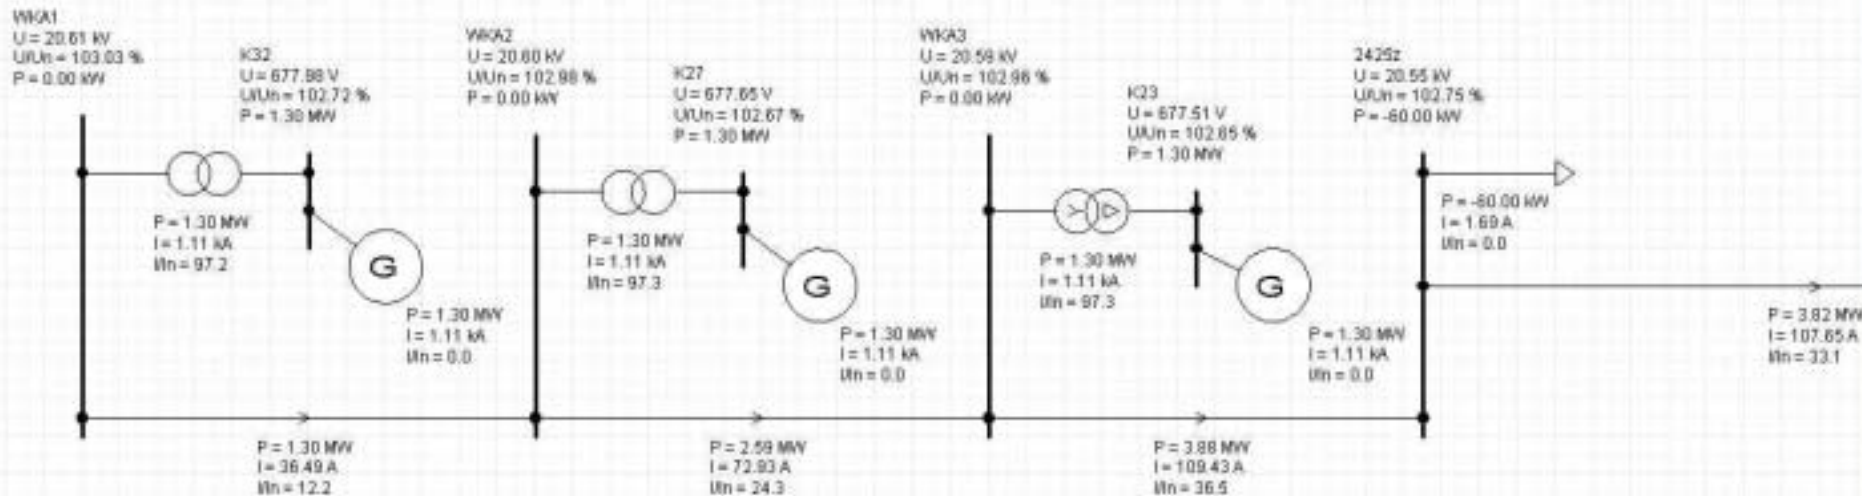 WKA1
U = 20.61 kV
U/Un = 103.03 %
P = 0.00 kW
K32
U = 677.98 V
U/Un = 102.72 %
P = 1.30 MW
P = 1.30 MW
I = 1.11 kA
I/In = 97.2
G
P = 1.30 MW
I = 1.11 kA
I/In = 0.0
P = 1.30 MW
I = 36.49 A
I/In = 12.2
WKA2
U = 20.60 kV
U/Un = 102.98 %
P = 0.00 kW
K27
U = 677.65 V
U/Un = 102.67 %
P = 1.30 MW
P = 1.30 MW
I = 1.11 kA
I/In = 97.3
G
P = 1.30 MW
I = 1.11 kA
I/In = 0.0
P = 2.59 MW
I = 72.93 A
I/In = 24.3
WKA3
U = 20.59 kV
U/Un = 102.96 %
P = 0.00 kW
K23
U = 677.51 V
U/Un = 102.65 %
P = 1.30 MW
P = 1.30 MW
I = 1.11 kA
I/In = 97.3
G
P = 1.30 MW
I = 1.11 kA
I/In = 0.0
P = 3.88 MW
I = 109.43 A
I/In = 36.5
2425z
U = 20.55 kV
U/Un = 102.75 %
P = -60.00 kW
P = -60.00 kW
I = 1.69 A
I/In = 0.0
P = 3.82 MW
I = 107.65 A
I/In = 33.1